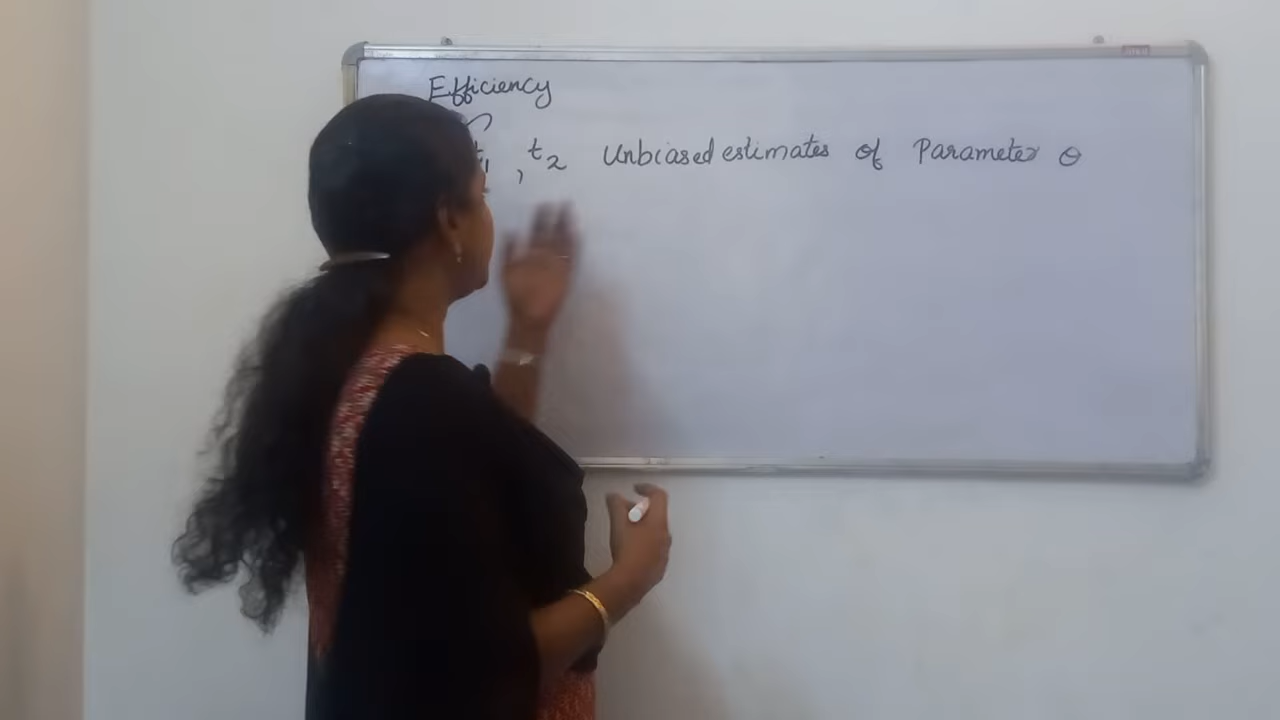 Efficiency
t1, t2 Unbiased estimates of Parameter θ